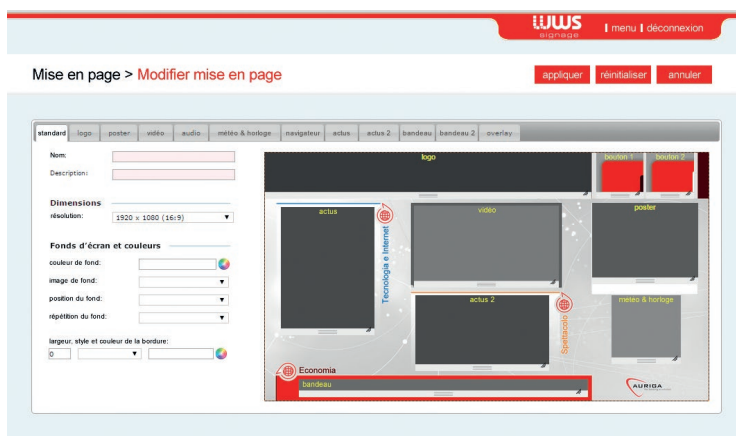 WWS
signage
menu
déconnexion
Mise en page > Modifier mise en page
appliquer
réinitialiser
annuler
standard
logo
poster
vidéo
audio
météo & horloge
navigateur
actus
actus 2
bandeau
bandeau 2
overlay
Nom:
Description:
Dimensions
résolution:
1920 x 1080 (16:9)
Fonds d'écran et couleurs
couleur de fond:
image de fond:
position du fond:
répétition du fond:
largeur, style et couleur de la bordure:
0
logo
bouton 1
bouton 2
actus
Tecnologia e Internet
vidéo
poster
actus 2
Spettacolo
meteo & horloge
Economia
bandeau
AURIGA